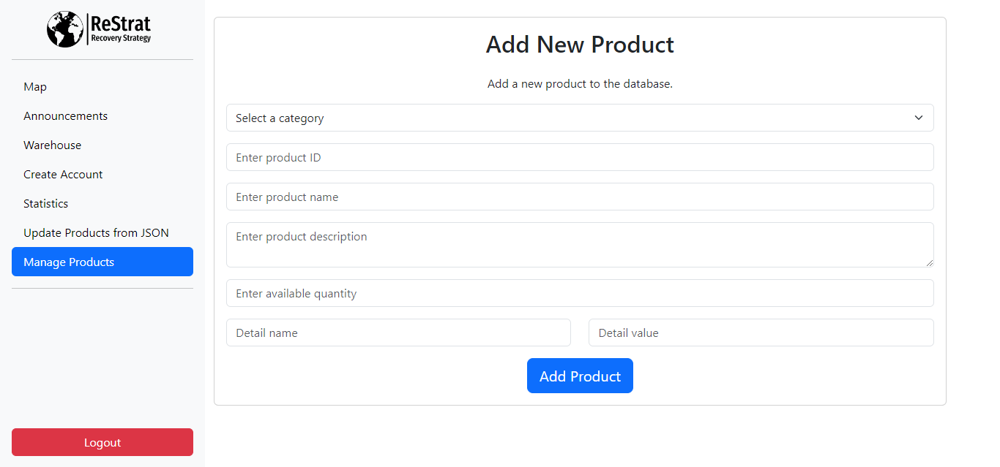 ReStrat
Recovery Strategy
Map
Announcements
Warehouse
Create Account
Statistics
Update Products from JSON
Manage Products
Logout
Add New Product
Add a new product to the database.
Select a category
Enter product ID
Enter product name
Enter product description
Enter available quantity
Detail name Detail value
Add Product